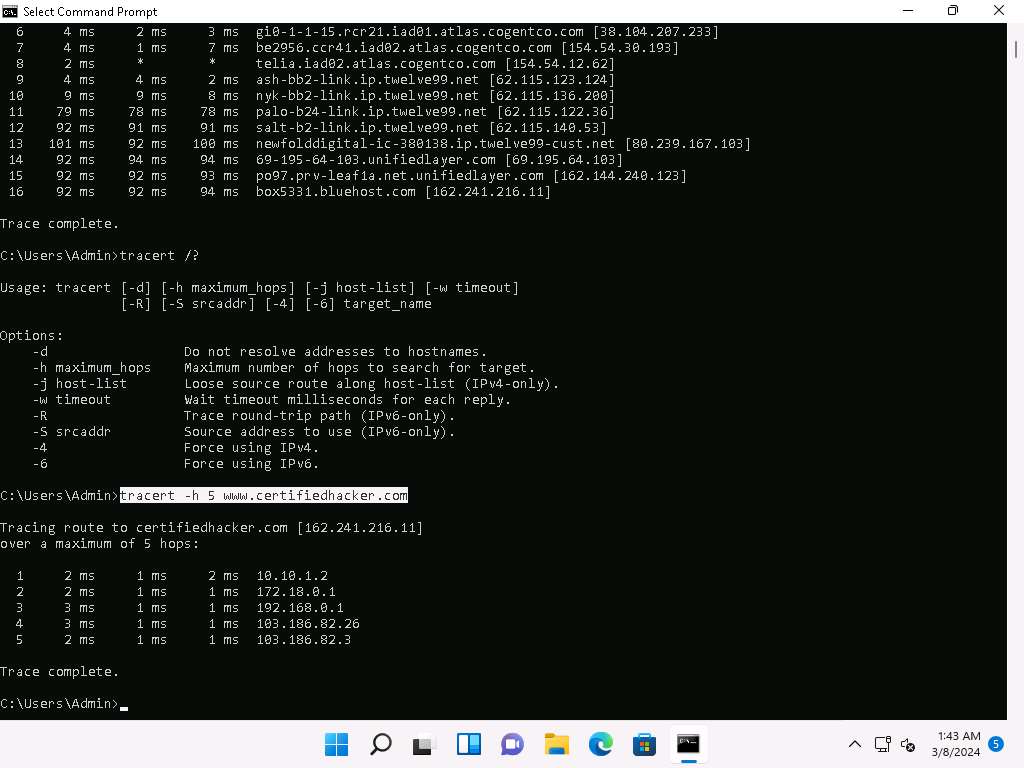 Select Command Prompt
6 4 ms 2 ms 3 ms gi0-1-1-15.rcr21.iad01.atlas.cogentco.com [38.104.207.233]
7 4 ms 1 ms 7 ms be2956.ccr41.iad02.atlas.cogentco.com [154.54.30.193]
8 2 ms * * telia.iad02.atlas.cogentco.com [154.54.12.62]
9 4 ms 4 ms 2 ms ash-bb2-link.ip.twelve99.net [62.115.123.124]
10 9 ms 9 ms 8 ms nyk-bb2-link.ip.twelve99.net [62.115.136.200]
11 79 ms 78 ms 78 ms palo-b24-link.ip.twelve99.net [62.115.122.36]
12 92 ms 91 ms 91 ms salt-b2-link.ip.twelve99.net [62.115.140.53]
13 101 ms 92 ms 100 ms newfolddigital-ic-380138.ip.twelve99-cust.net [80.239.167.103]
14 92 ms 94 ms 94 ms 69-195-64-103.unifiedlayer.com [69.195.64.103]
15 92 ms 92 ms 93 ms po97.prv-leaf1a.net.unifiedlayer.com [162.144.240.123]
16 92 ms 92 ms 94 ms box5331.bluehost.com [162.241.216.11]
Trace complete.
C:\Users\Admin>tracert /?
Usage: tracert [-d] [-h maximum_hops] [-j host-list] [-w timeout]
[-R] [-S srcaddr] [-4] [-6] target_name
Options:
-d Do not resolve addresses to hostnames.
-h maximum_hops Maximum number of hops to search for target.
-j host-list Loose source route along host-list (IPv4-only).
-w timeout Wait timeout milliseconds for each reply.
-R Trace round-trip path (IPv6-only).
-S srcaddr Source address to use (IPv6-only).
-4 Force using IPv4.
-6 Force using IPv6.
C:\Users\Admin>tracert -h 5 www.certifiedhacker.com
Tracing route to certifiedhacker.com [162.241.216.11]
over a maximum of 5 hops:
1 2 ms 1 ms 2 ms 10.10.1.2
2 2 ms 1 ms 1 ms 172.18.0.1
3 3 ms 1 ms 1 ms 192.168.0.1
4 3 ms 1 ms 1 ms 103.186.82.26
5 2 ms 1 ms 1 ms 103.186.82.3
Trace complete.
C:\Users\Admin>
1:43 AM
3/8/2024
5